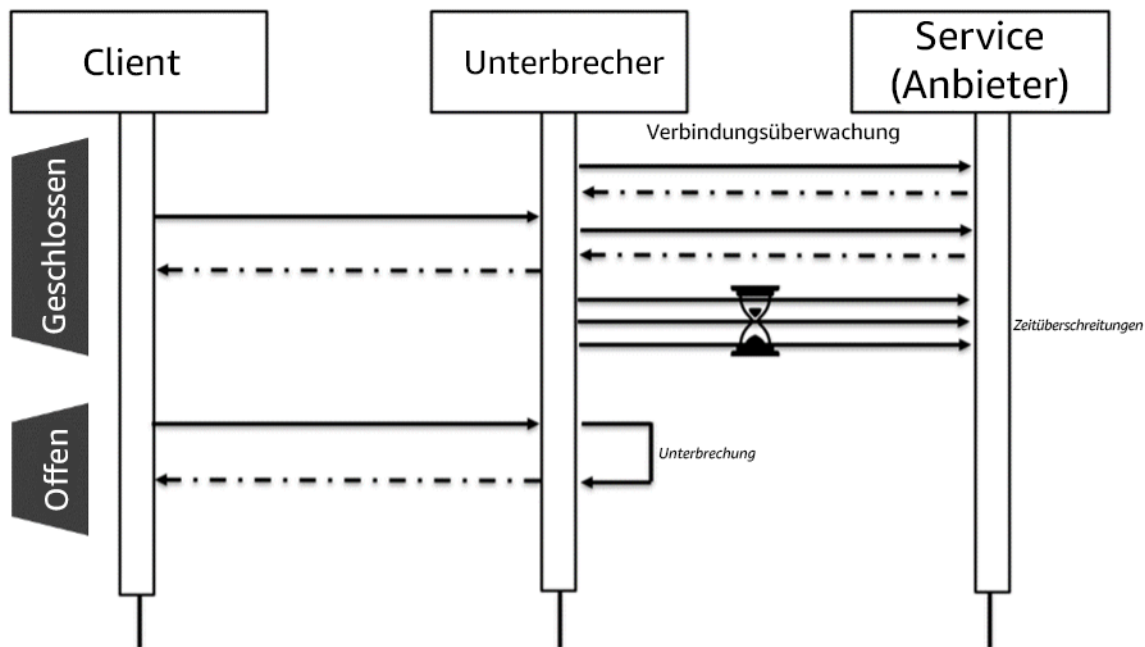 Client
Unterbrecher
Service
(Anbieter)
Verbindungsüberwachung
Geschlossen
Zeitüberschreitungen
Offen
Unterbrechung